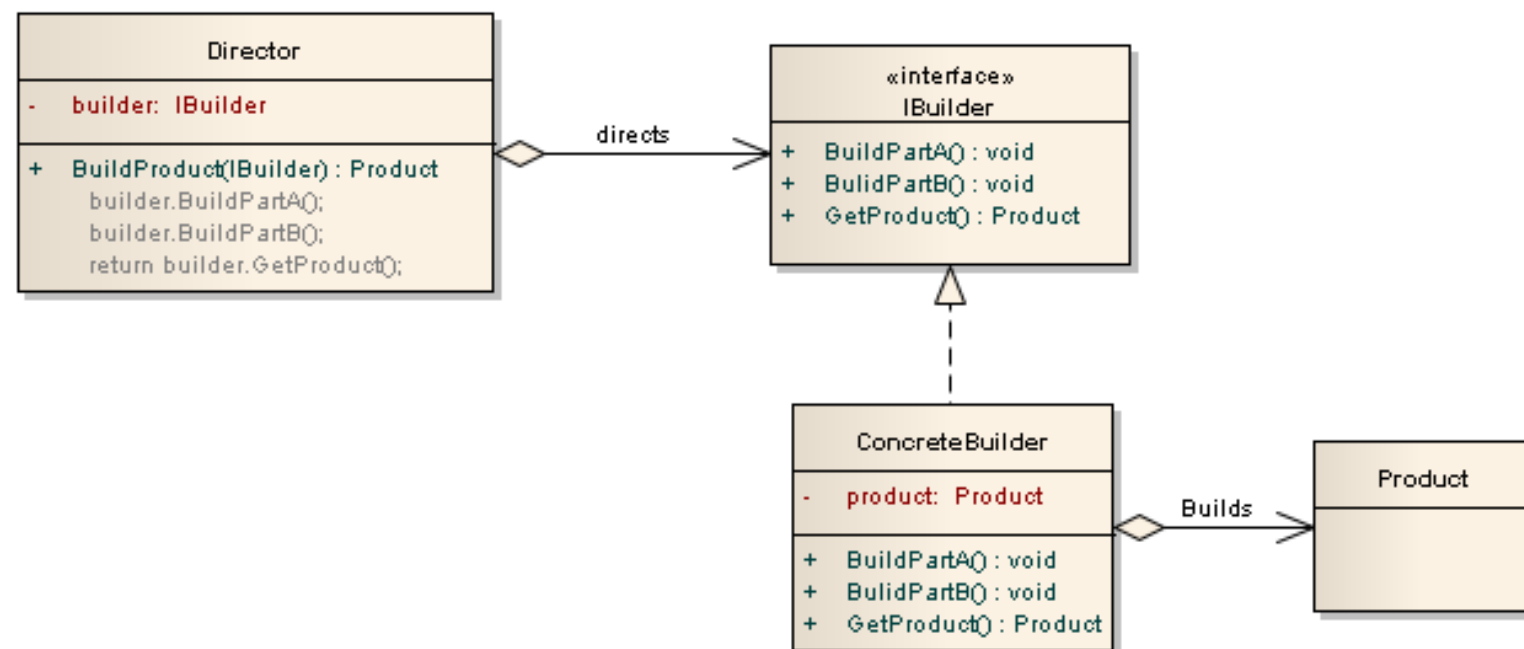 Director
- builder: IBuilder
+ BuildProduct(IBuilder) : Product
builder.BuildPartA();
builder.BuildPartB();
return builder.GetProduct();
directs
«interface»
IBuilder
+ BuildPartA() : void
+ BulidPartB() : void
+ GetProduct() : Product
ConcreteBuilder
- product: Product
+ BuildPartA() : void
+ BulidPartB() : void
+ GetProduct() : Product
Builds
Product